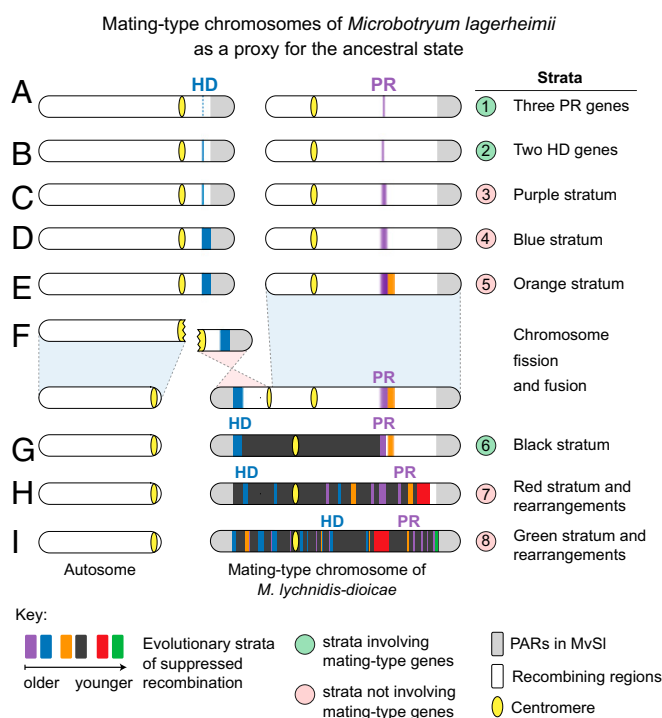 Mating-type chromosomes of Microbotryum lagerheimii
as a proxy for the ancestral state
Strata
HD PR
A 1 Three PR genes
B 2 Two HD genes
C 3 Purple stratum
D 4 Blue stratum
E 5 Orange stratum
F Chromosome
fission
and fusion
PR
HD PR
G 6 Black stratum
HD PR
H 7 Red stratum and
rearrangements
HD PR
I 8 Green stratum and
rearrangements
Autosome Mating-type chromosome of
M. lychnidis-dioicae
Key:
Evolutionary strata
of suppressed
recombination
older younger
strata involving
mating-type genes
strata not involving
mating-type genes
PARs in MvSl
Recombining regions
Centromere